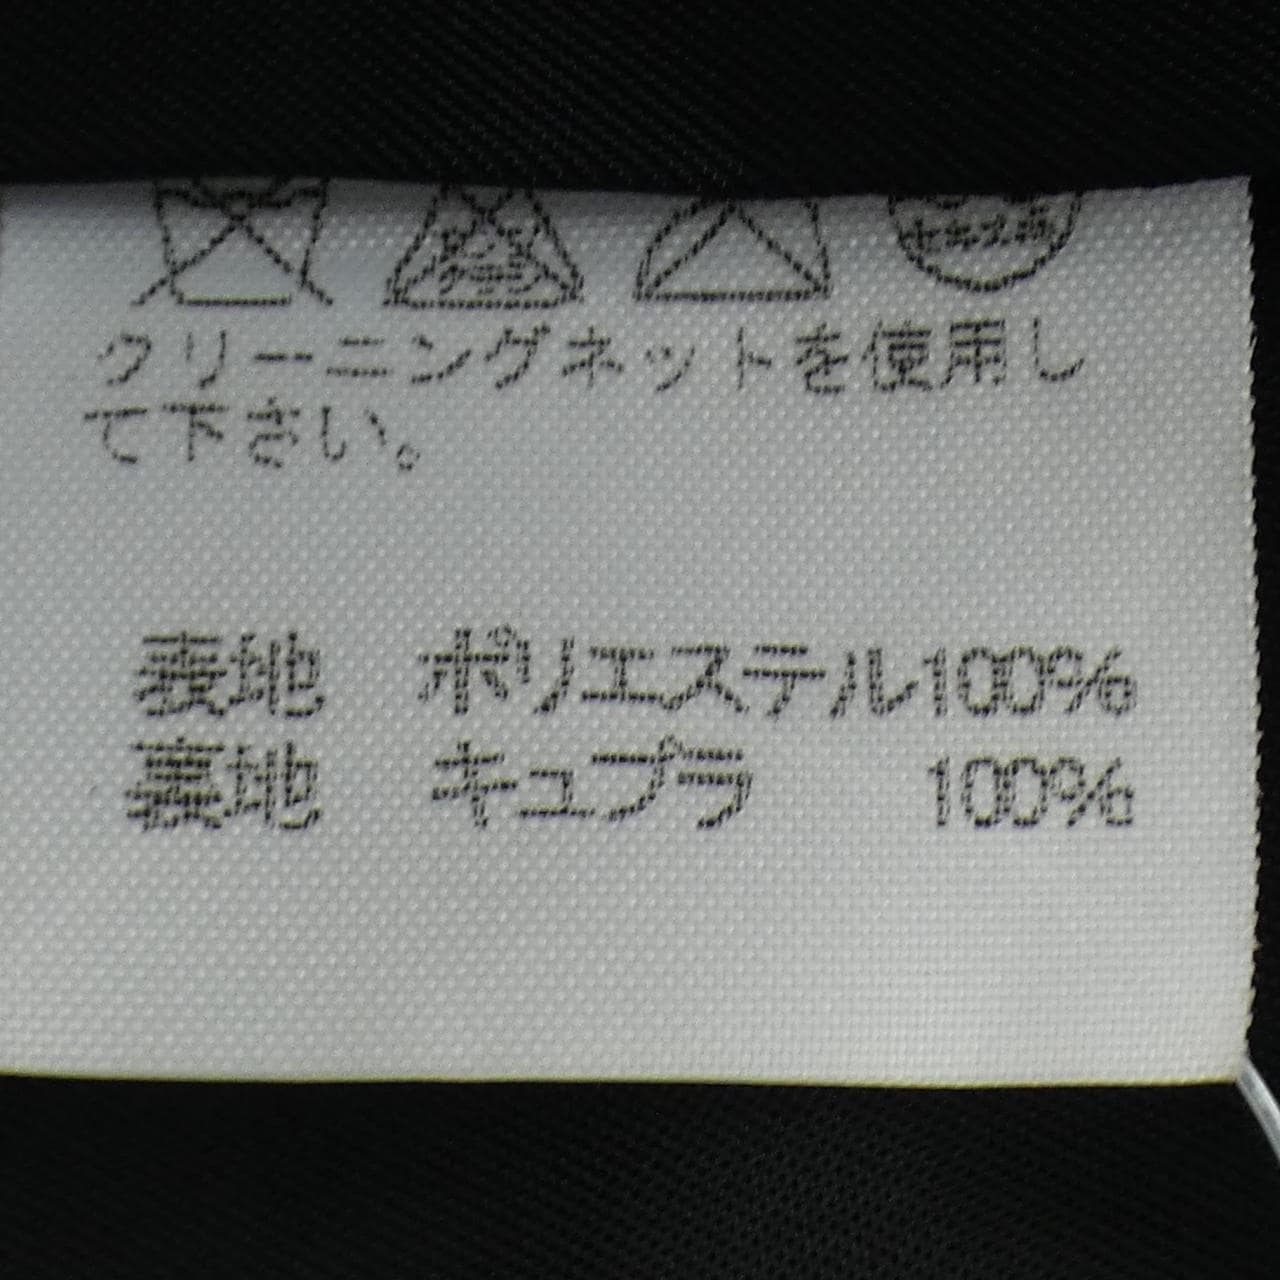 クリーニングネットを使用し
て下さい。
表地 ポリエステル100%
裏地 キュプラ 100%